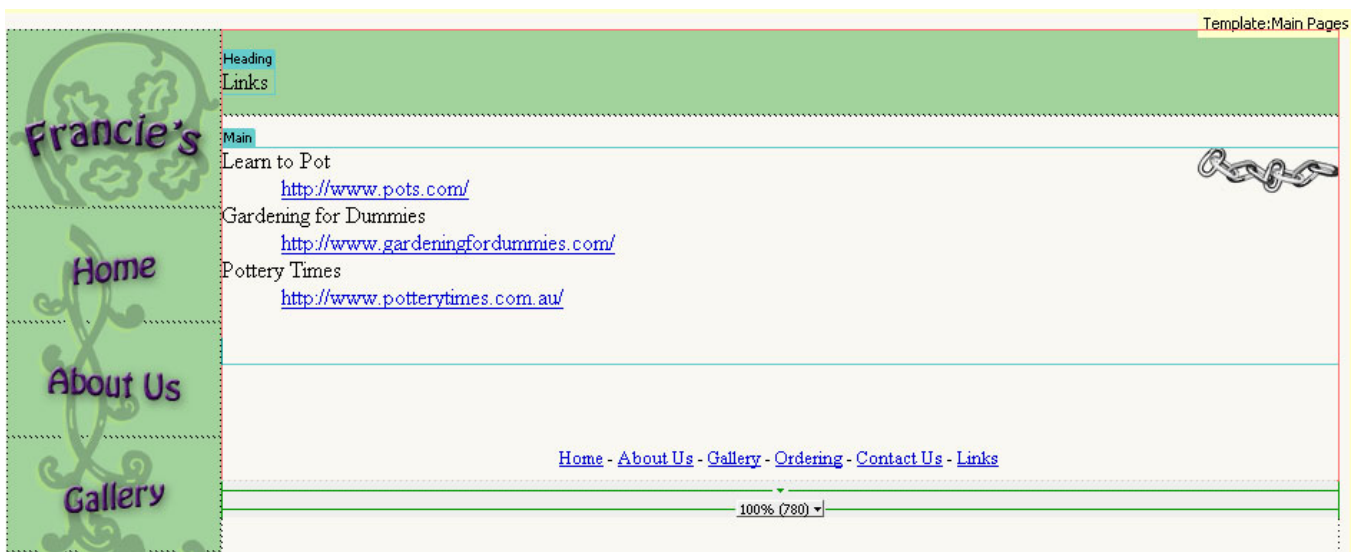 Template:Main Pages
Francie's
Home
About Us
Gallery
Heading
Links
Main
Learn to Pot
http://www.pots.com/
Gardening for Dummies
http://www.gardeningfordummies.com/
Pottery Times
http://www.potterytimes.com.au/
Home - About Us - Gallery - Ordering - Contact Us - Links
100% (780)